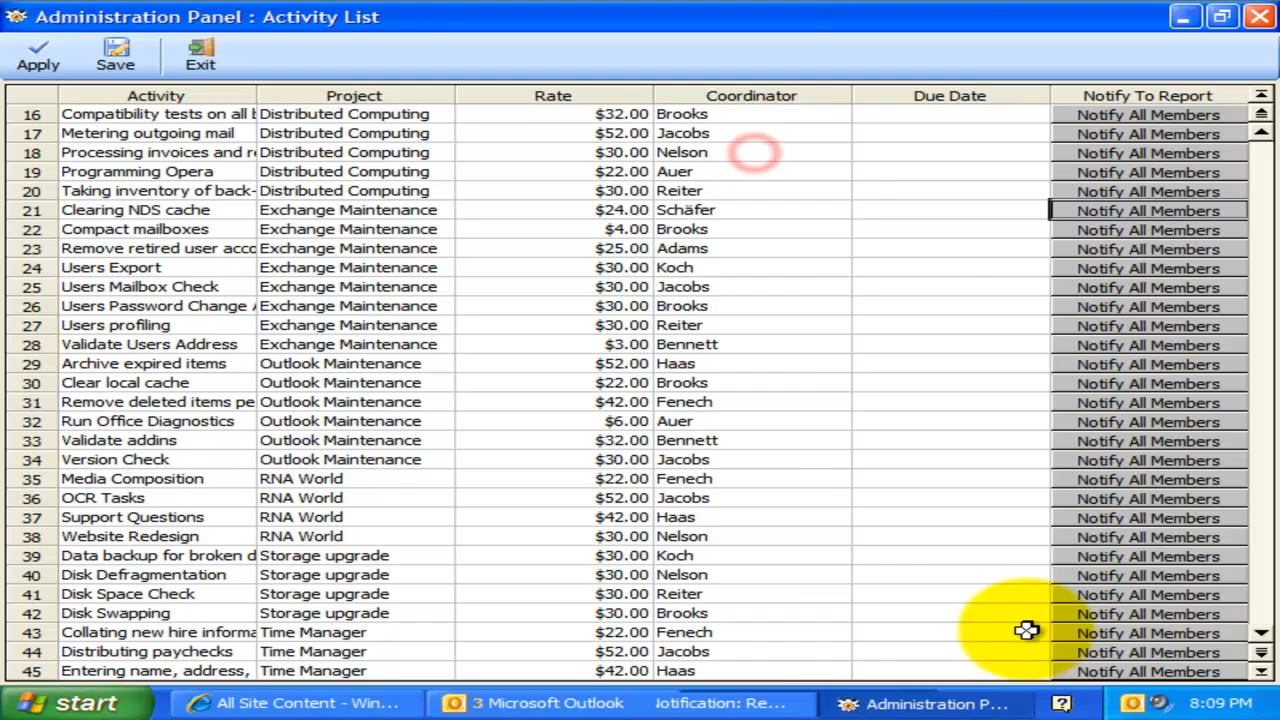 Administration Panel : Activity List
Apply Save Exit
Activity Project Rate Coordinator Due Date Notify To Report
16 Compatibility tests on all b Distributed Computing $32.00 Brooks Notify All Members
17 Metering outgoing mail Distributed Computing $52.00 Jacobs Notify All Members
18 Processing invoices and re Distributed Computing $30.00 Nelson Notify All Members
19 Programming Opera Distributed Computing $22.00 Auer Notify All Members
20 Taking inventory of back- Distributed Computing $30.00 Reiter Notify All Members
21 Clearing NDS cache Exchange Maintenance $24.00 Schäfer Notify All Members
22 Compact mailboxes Exchange Maintenance $4.00 Brooks Notify All Members
23 Remove retired user acco Exchange Maintenance $25.00 Adams Notify All Members
24 Users Export Exchange Maintenance $30.00 Koch Notify All Members
25 Users Mailbox Check Exchange Maintenance $30.00 Jacobs Notify All Members
26 Users Password Change A Exchange Maintenance $30.00 Brooks Notify All Members
27 Users profiling Exchange Maintenance $30.00 Reiter Notify All Members
28 Validate Users Address Exchange Maintenance $3.00 Bennett Notify All Members
29 Archive expired items Outlook Maintenance $52.00 Haas Notify All Members
30 Clear local cache Outlook Maintenance $22.00 Brooks Notify All Members
31 Remove deleted items pe Outlook Maintenance $42.00 Fenech Notify All Members
32 Run Office Diagnostics Outlook Maintenance $6.00 Auer Notify All Members
33 Validate addins Outlook Maintenance $32.00 Bennett Notify All Members
34 Version Check Outlook Maintenance $30.00 Jacobs Notify All Members
35 Media Composition RNA World $22.00 Fenech Notify All Members
36 OCR Tasks RNA World $52.00 Jacobs Notify All Members
37 Support Questions RNA World $42.00 Haas Notify All Members
38 Website Redesign RNA World $30.00 Nelson Notify All Members
39 Data backup for broken d Storage upgrade $30.00 Koch Notify All Members
40 Disk Defragmentation Storage upgrade $30.00 Nelson Notify All Members
41 Disk Space Check Storage upgrade $30.00 Reiter Notify All Members
42 Disk Swapping Storage upgrade $30.00 Brooks Notify All Members
43 Collating new hire informa Time Manager $22.00 Fenech Notify All Members
44 Distributing paychecks Time Manager $52.00 Jacobs Notify All Members
45 Entering name, address, Time Manager $42.00 Haas Notify All Members
start All Site Content - Win... 3 Microsoft Outlook Notification: Re... Administration P... 8:09 PM